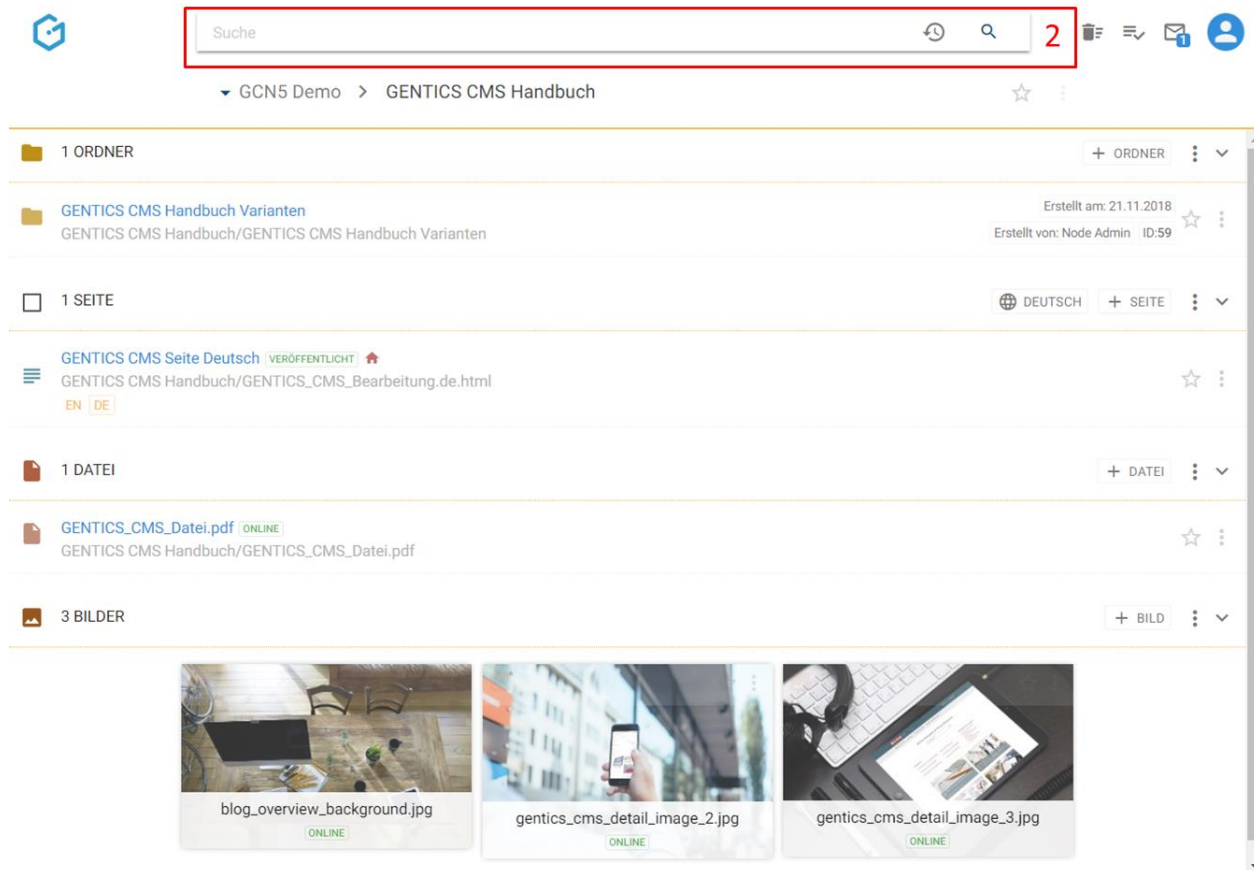 Suche
2
1
GCN5 Demo > GENTICS CMS Handbuch
1 ORDNER
+ ORDNER
GENTICS CMS Handbuch Varianten
Erstellt am: 21.11.2018
GENTICS CMS Handbuch/GENTICS CMS Handbuch Varianten
Erstellt von: Node Admin ID:59
1 SEITE
DEUTSCH + SEITE
GENTICS CMS Seite Deutsch VERÖFFENTLICHT
GENTICS CMS Handbuch/GENTICS_CMS_Bearbeitung.de.html
EN DE
1 DATEI
+ DATEI
GENTICS_CMS_Datei.pdf ONLINE
GENTICS CMS Handbuch/GENTICS_CMS_Datei.pdf
3 BILDER
+ BILD
blog_overview_background.jpg
ONLINE
gentics_cms_detail_image_2.jpg
ONLINE
gentics_cms_detail_image_3.jpg
ONLINE